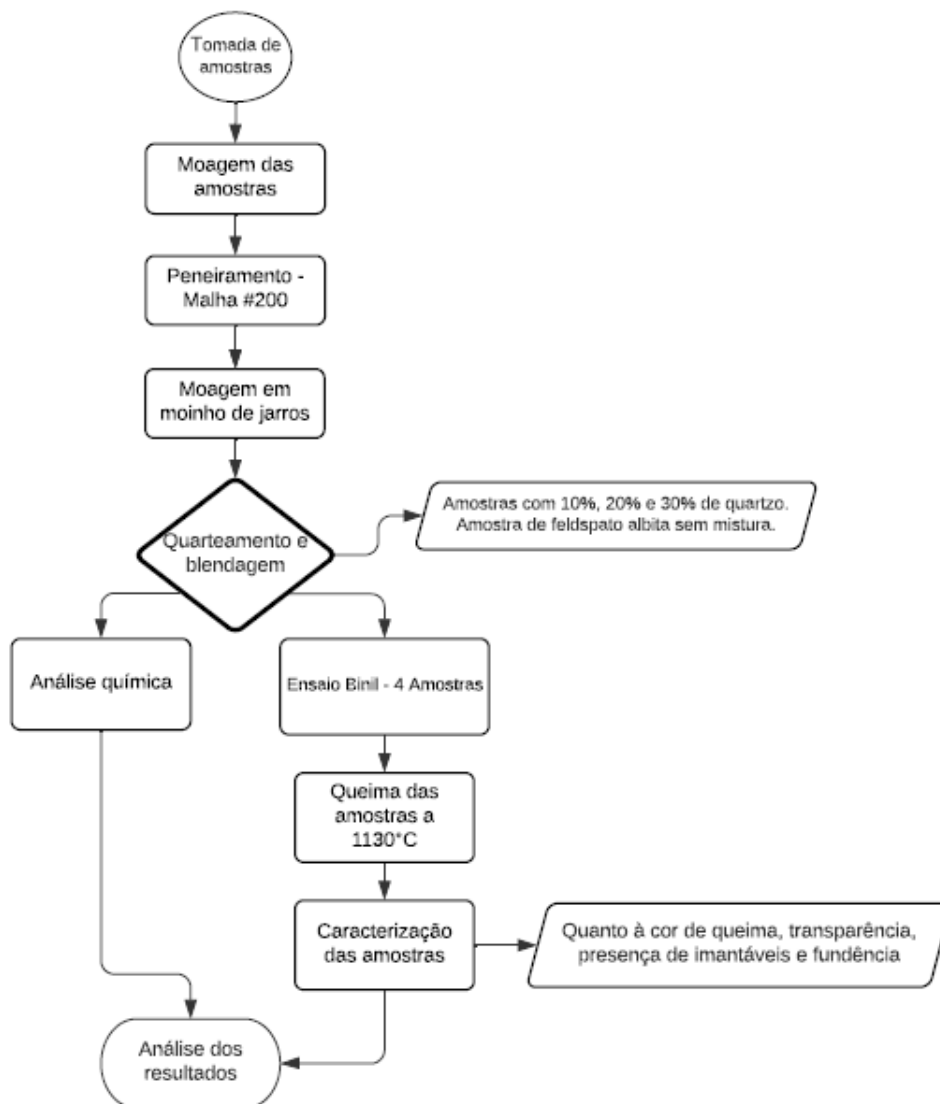 Tomada de
amostras
Moagem das
amostras
Peneiramento -
Malha #200
Moagem em
moinho de jarros
Quarteamento e
blendagem
Amostras com 10%, 20% e 30% de quartzo.
Amostra de feldspato albita sem mistura.
Análise química
Ensaio Binil - 4 Amostras
Queima das
amostras a
1130°C
Caracterização
das amostras
Quanto à cor de queima, transparência,
presença de imantáveis e fundência
Análise dos
resultados